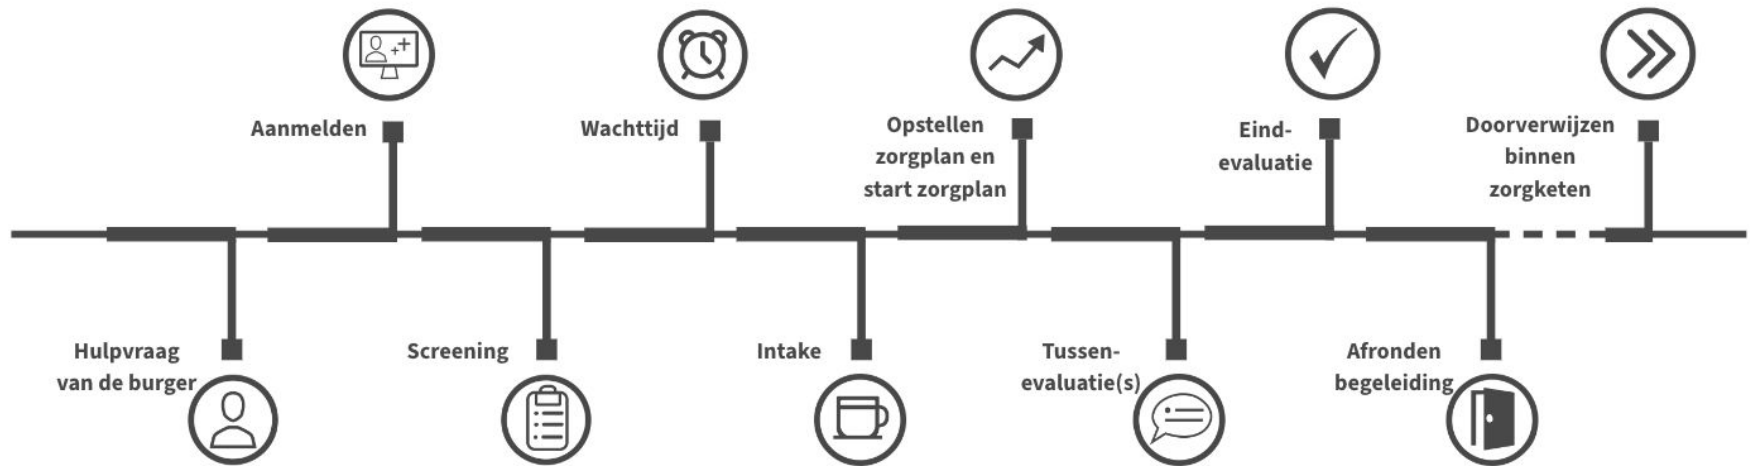 Aanmelden
Wachttijd
Opstellen
zorgplan en
start zorgplan
Eind-
evaluatie
Doorverwijzen
binnen
zorgketen
Hulpvraag
van de burger
Screening
Intake
Tussen-
evaluatie(s)
Afronden
begeleiding